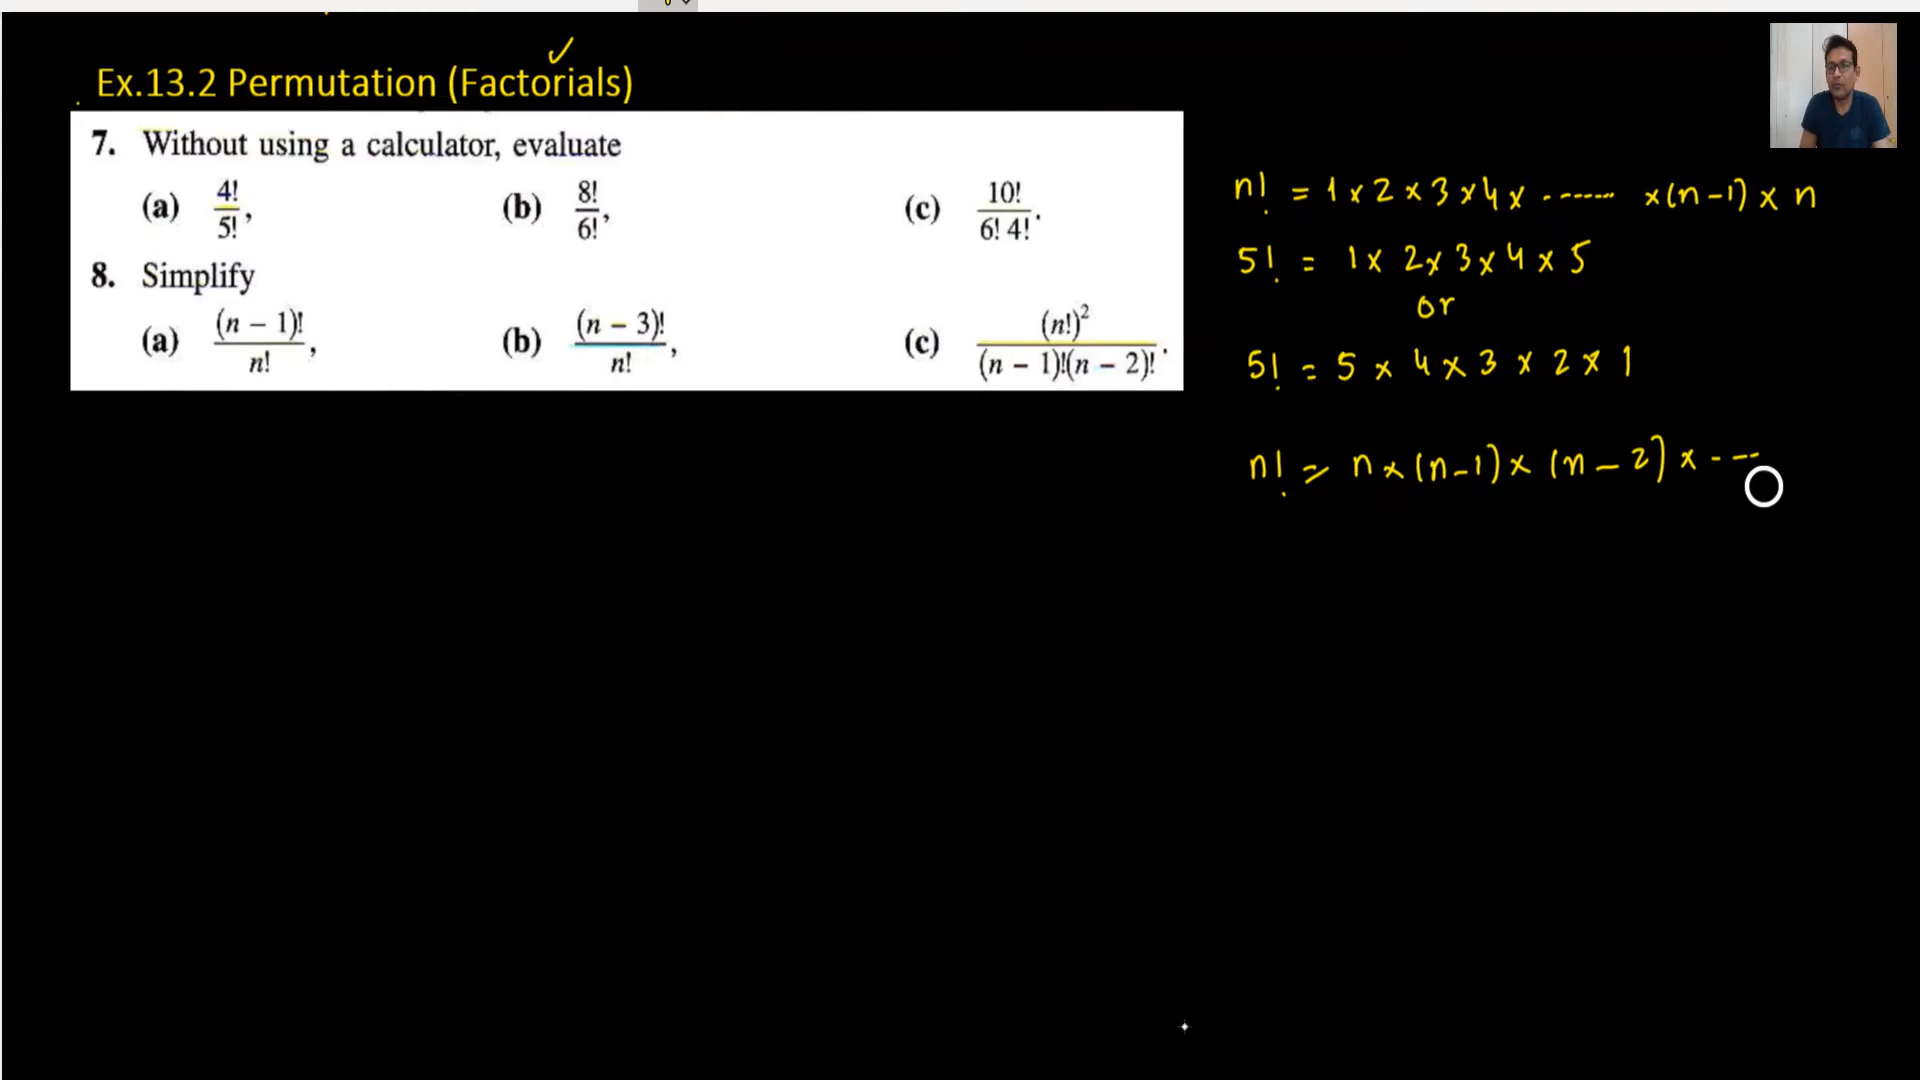 Ex.13.2 Permutation (Factorials)
7. Without using a calculator, evaluate
(a) 4!/5!, (b) 8!/6!, (c) 10!/(6! 4!).
8. Simplify
(a) (n − 1)!/n!, (b) (n − 3)!/n!, (c) (n!)²/((n − 1)!(n − 2)!).
n! = 1 × 2 × 3 × 4 × ....... × (n-1) × n
5! = 1 × 2 × 3 × 4 × 5
or
5! = 5 × 4 × 3 × 2 × 1
n! = n × (n-1) × (n-2) × ---